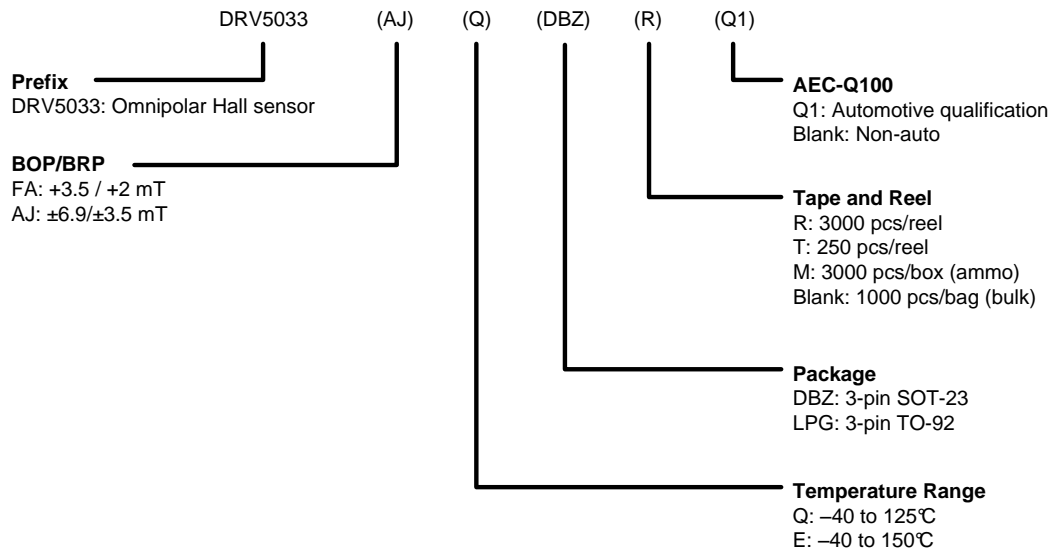 DRV5033 (AJ) (Q) (DBZ) (R) (Q1)
Prefix
DRV5033: Omnipolar Hall sensor
BOP/BRP
FA: +3.5 / +2 mT
AJ: ±6.9/±3.5 mT
AEC-Q100
Q1: Automotive qualification
Blank: Non-auto
Tape and Reel
R: 3000 pcs/reel
T: 250 pcs/reel
M: 3000 pcs/box (ammo)
Blank: 1000 pcs/bag (bulk)
Package
DBZ: 3-pin SOT-23
LPG: 3-pin TO-92
Temperature Range
Q: –40 to 125°C
E: –40 to 150°C